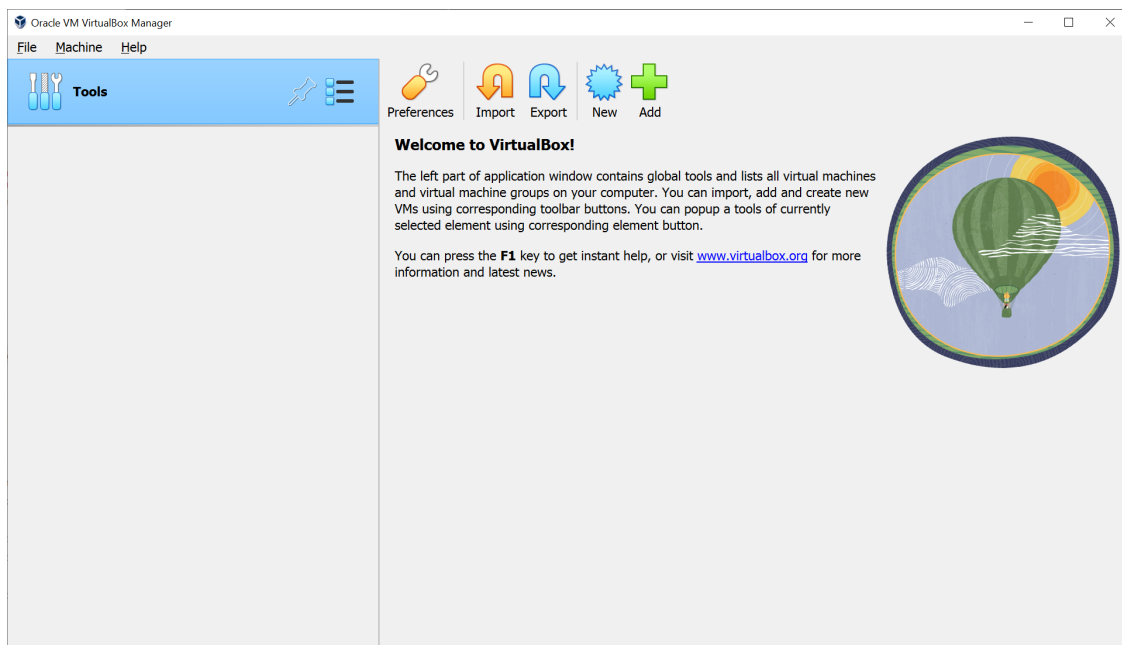 Oracle VM VirtualBox Manager
File Machine Help
Tools
Preferences Import Export New Add
Welcome to VirtualBox!
The left part of application window contains global tools and lists all virtual machines
and virtual machine groups on your computer. You can import, add and create new
VMs using corresponding toolbar buttons. You can popup a tools of currently
selected element using corresponding element button.
You can press the F1 key to get instant help, or visit www.virtualbox.org for more
information and latest news.